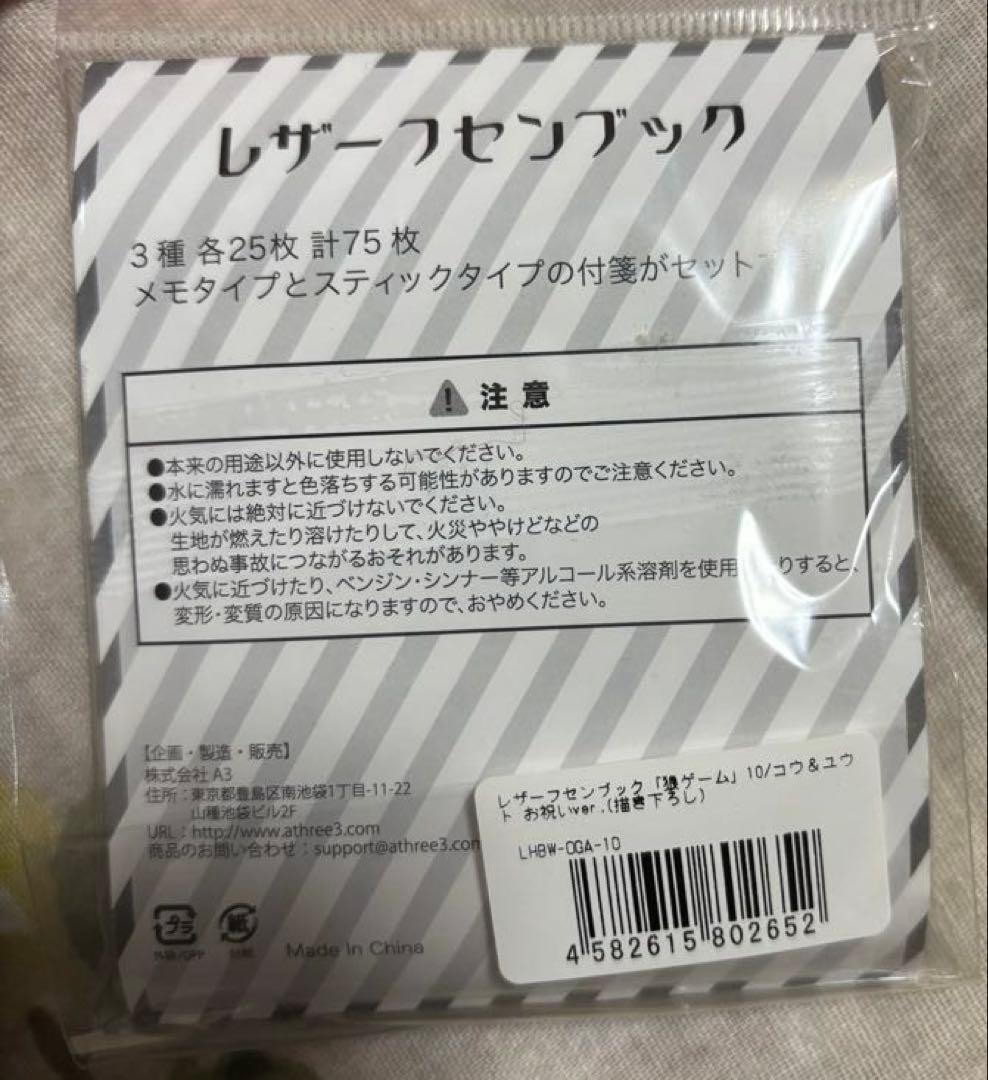 レザーフセンブック
3種 各25枚 計75枚
メモタイプとスティックタイプの付箋がセット
注意
●本来の用途以外に使用しないでください。
●水に濡れますと色落ちする可能性がありますのでご注意ください。
●火気には絶対に近づけないでください。
生地が燃えたり溶けたりして、火災ややけどなどの
思わぬ事故につながるおそれがあります。
●火気に近づけたり、ベンジン・シンナー等アルコール系溶剤を使用 りすると、
変形・変質の原因になりますので、おやめください。
【企画・製造・販売】
株式会社 A3
住所：東京都豊島区南池袋1丁目-11-22
山種池袋ビル2F
URL：http://www.athree3.com
商品のお問い合わせ：support@athree3.com
レザーフセンブック 「狼ゲーム」 10/コウ＆ユウ
ト お祝いver.(描き下ろし)
LHBW-OGA-10
4 582615 802652
プラ
紙
外袋/OPP
Made In China